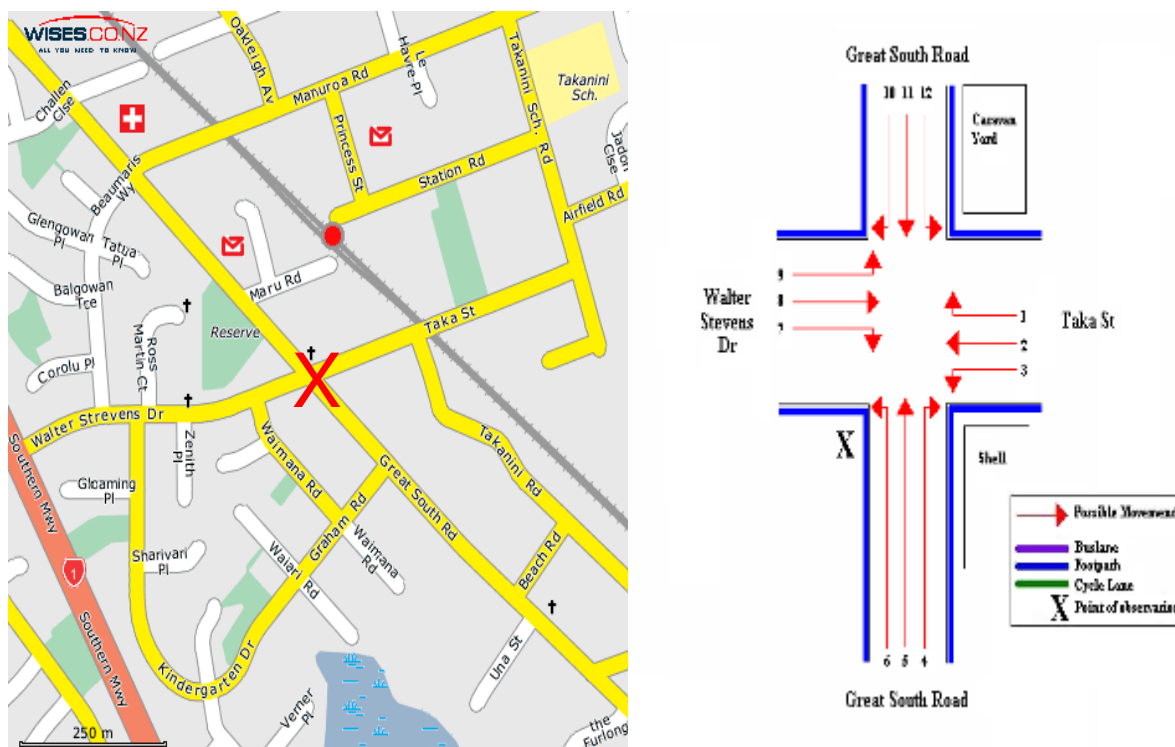 WISES.CO.NZ
ALL YOU NEED TO KNOW
Oakleigh Av
Le
Havre-Pl
Takanini Sch. Rd
Takanini
Sch.
Challen
Clse
Manuroa Rd
Princess St
Station Rd
Jadon
Clse
Airfield Rd
Beaumaris
Wy
Glengowan
Pl
Tatua
Pl
Balgowan
Tce
Maru Rd
Reserve
Taka St
Ross
Martin-Ct
Corolu Pl
Walter Strevens Dr
Zenith
Pl
Waimana Rd
Takanini Rd
Great South Rd
Southern Mwy
Gloaming
Pl
Graham Rd
Waimana
Rd
Sharivari
Pl
Waiari Rd
Beach Rd
1
Southern Mwy
Kindergarten Dr
Una St
Verner
Pl
the
Furlong
250 m
X
Great South Road
10 11 12
Caravan
Yard
9
8
7
Walter
Stevens
Dr
1
2
3
Taka St
X
Shell
Possible Movement
Buslane
Footpath
Cycle Lane
X Point of observation
6 5 4
Great South Road